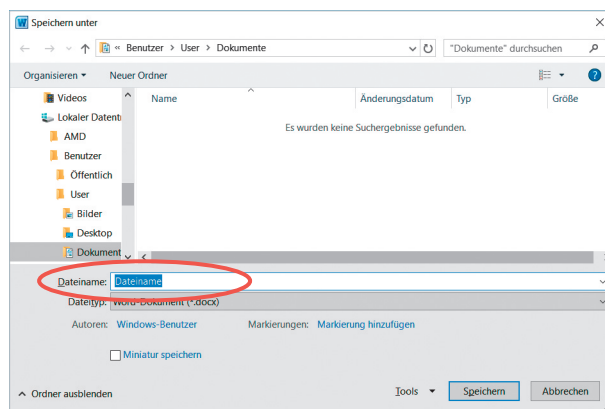 Speichern unter
« Benutzer > User > Dokumente
"Dokumente" durchsuchen
Organisieren Neuer Ordner
Videos
Lokaler Datentr
AMD
Benutzer
Öffentlich
User
Bilder
Desktop
Dokument
Name Änderungsdatum Typ Größe
Es wurden keine Suchergebnisse gefunden.
Dateiname: Dateiname
Dateityp: Word-Dokument (*.docx)
Autoren: Windows-Benutzer Markierungen: Markierung hinzufügen
Miniatur speichern
Ordner ausblenden Tools Speichern Abbrechen